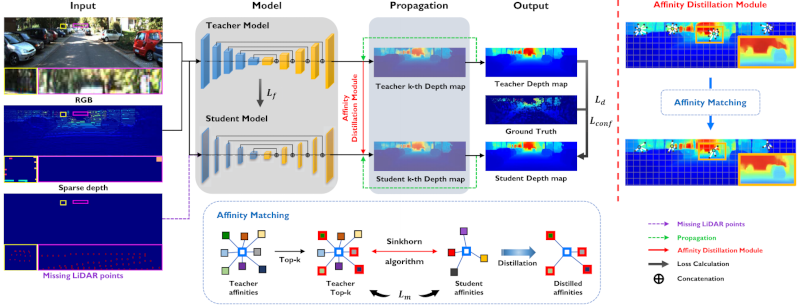 Input
Model
Propagation
Output
Affinity Distillation Module
Teacher Model
RGB
L_f
Affinity
Distillation Module
Teacher k-th Depth map
Teacher Depth map
L_d
L_conf
Ground Truth
Affinity Matching
Student Model
Sparse depth
Student k-th Depth map
Student Depth map
Missing LiDAR points
Affinity Matching
Top-k
Sinkhorn
algorithm
Distillation
Teacher
affinities
Teacher
Top-k
L_m
Student
affinities
Distilled affinities
Missing LiDAR points
Propagation
Affinity Distillation Module
Loss Calculation
Concatenation